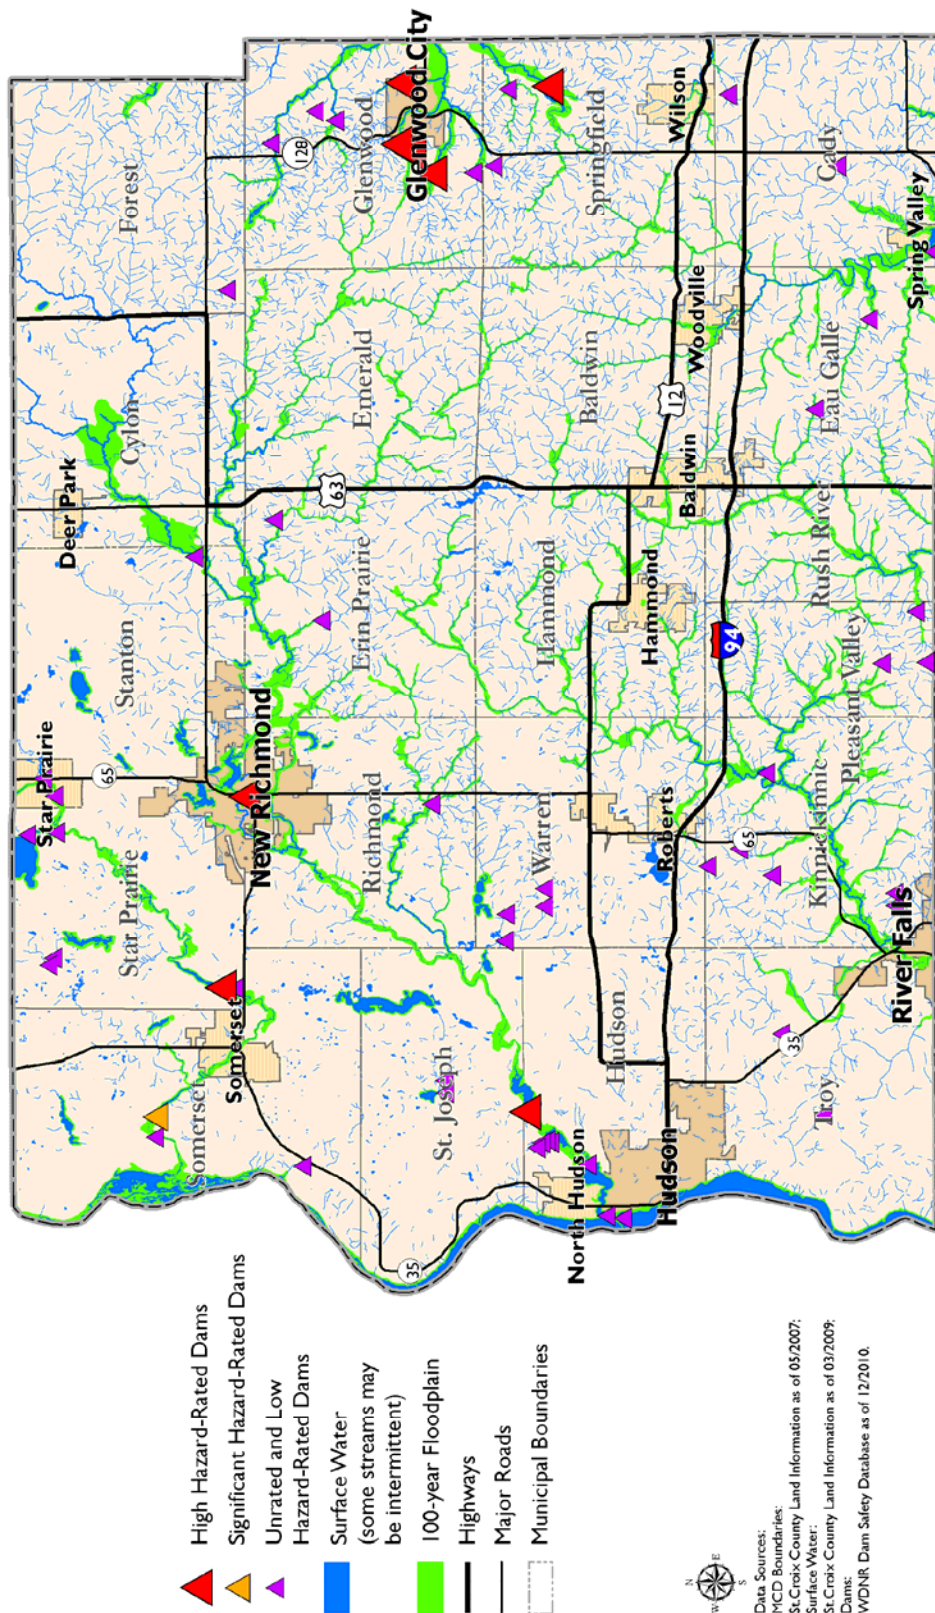 High Hazard-Rated Dams
Significant Hazard-Rated Dams
Unrated and Low
Hazard-Rated Dams
Surface Water
(some streams may
be intermittent)
100-year Floodplain
Highways
Major Roads
Municipal Boundaries
N
W
E
S
Data Sources:
MCD Boundaries:
St.Croix County Land Information as of 05/2007;
Surface Water:
St.Croix County Land Information as of 03/2009;
Dams:
WDNR Dam Safety Database as of 12/2010.
Star Prairie
Deer Park
Forest
Cylon
Stanton
Star Prairie
65
Somerset
Somerset
New Richmond
63
128
Glenwood
Glenwood City
Emerald
Erin Prairie
Richmond
St. Joseph
35
Springfield
Baldwin
Hammond
Warren
Hudson
North Hudson
Hudson
Wilson
Woodville
12
Baldwin
Hammond
Roberts
94
65
Cady
Eau Galle
Rush River
Pleasant Valley
Kinnickinnic
Troy
35
Spring Valley
River Falls